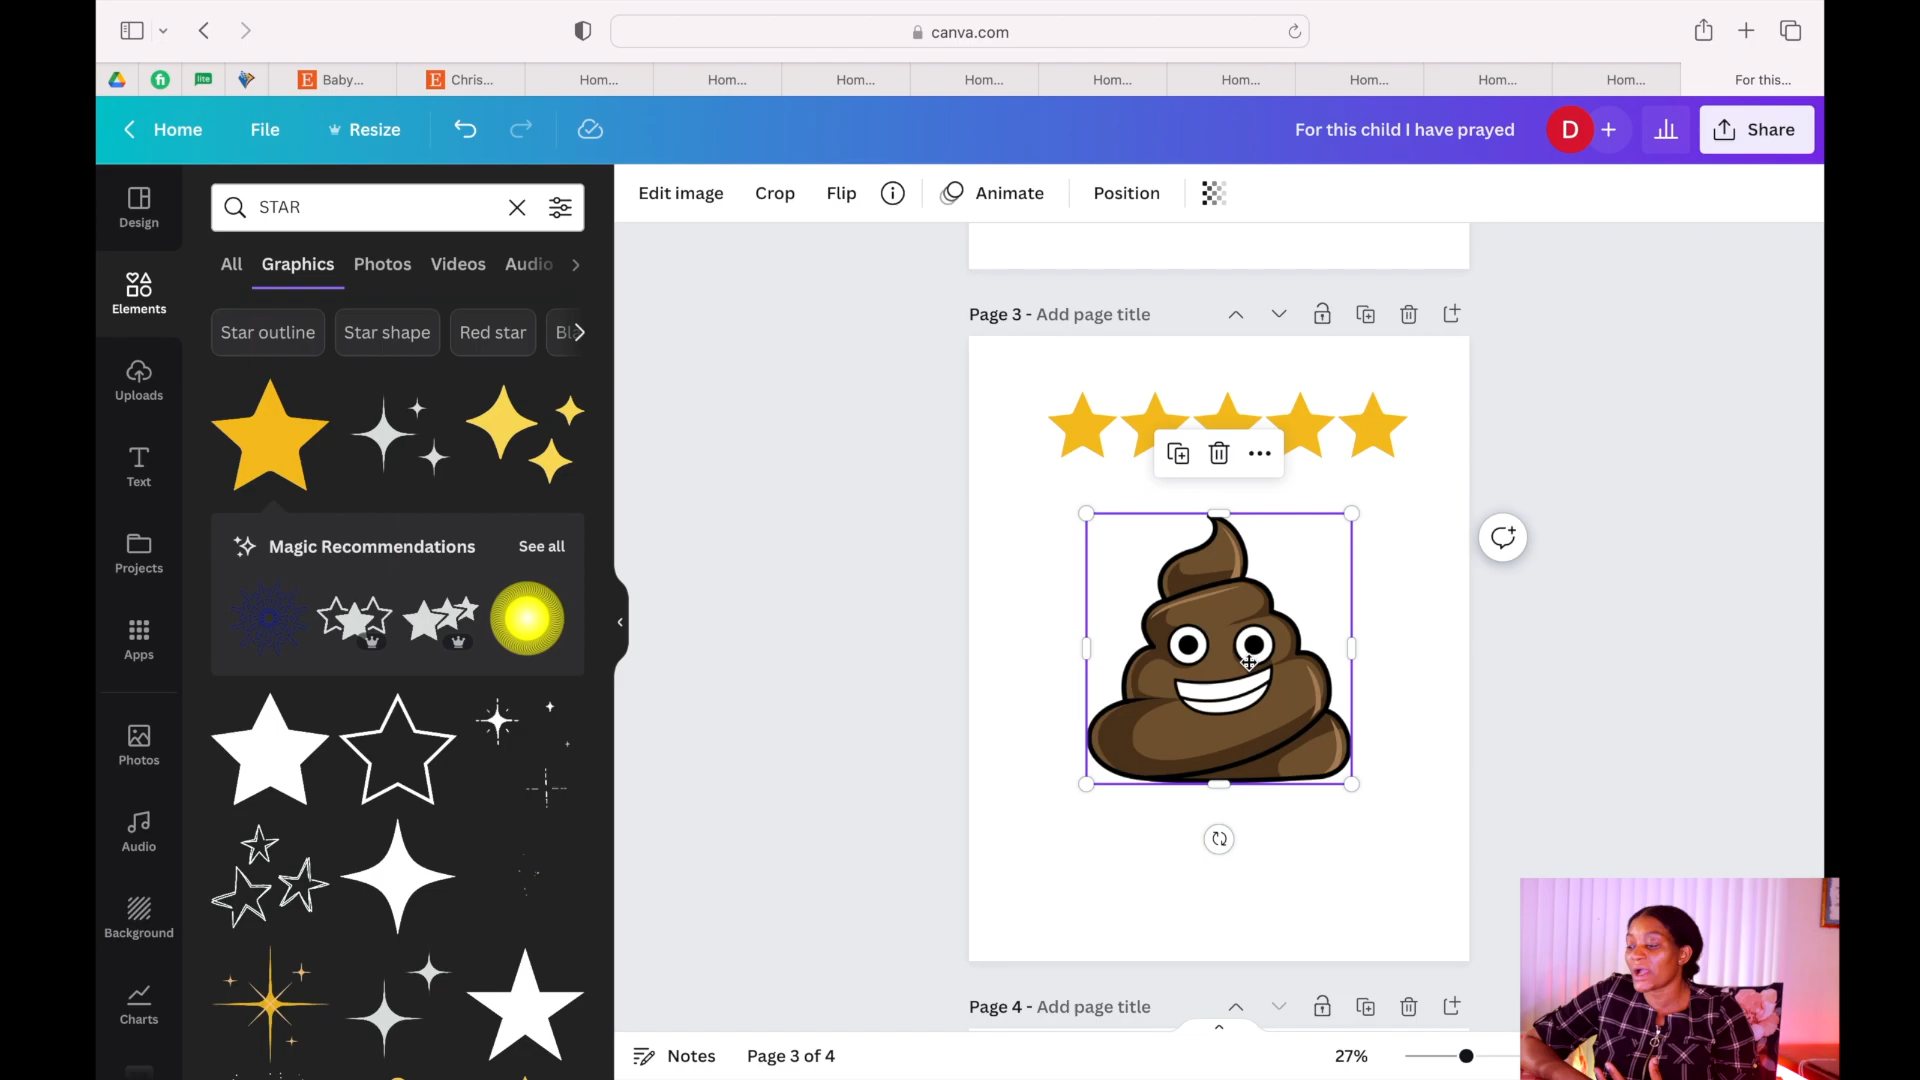 canva.com
lite
Baby...
Chris...
Hom...
Hom...
Hom...
Hom...
Hom...
Hom...
Hom...
Hom...
Hom...
For this...
Home
File
Resize
For this child I have prayed
D
Share
Design
Elements
Uploads
Text
Projects
Apps
Photos
Audio
Background
Charts
STAR
All
Graphics
Photos
Videos
Audio
Star outline
Star shape
Red star
Magic Recommendations
See all
Edit image
Crop
Flip
Animate
Position
Page 3 - Add page title
Page 4 - Add page title
Notes
Page 3 of 4
27%